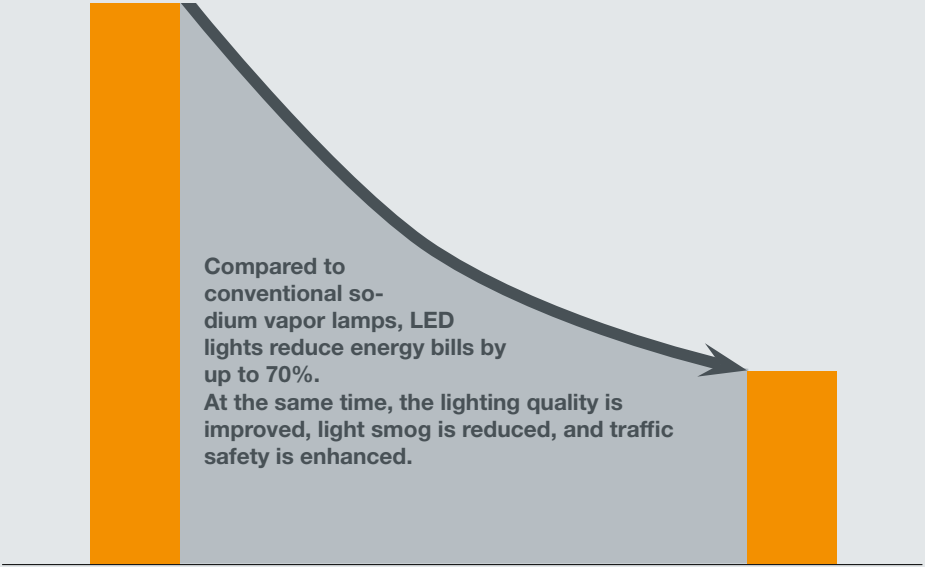 Compared to
conventional so-
dium vapor lamps, LED
lights reduce energy bills by
up to 70%.
At the same time, the lighting quality is
improved, light smog is reduced, and traffic
safety is enhanced.